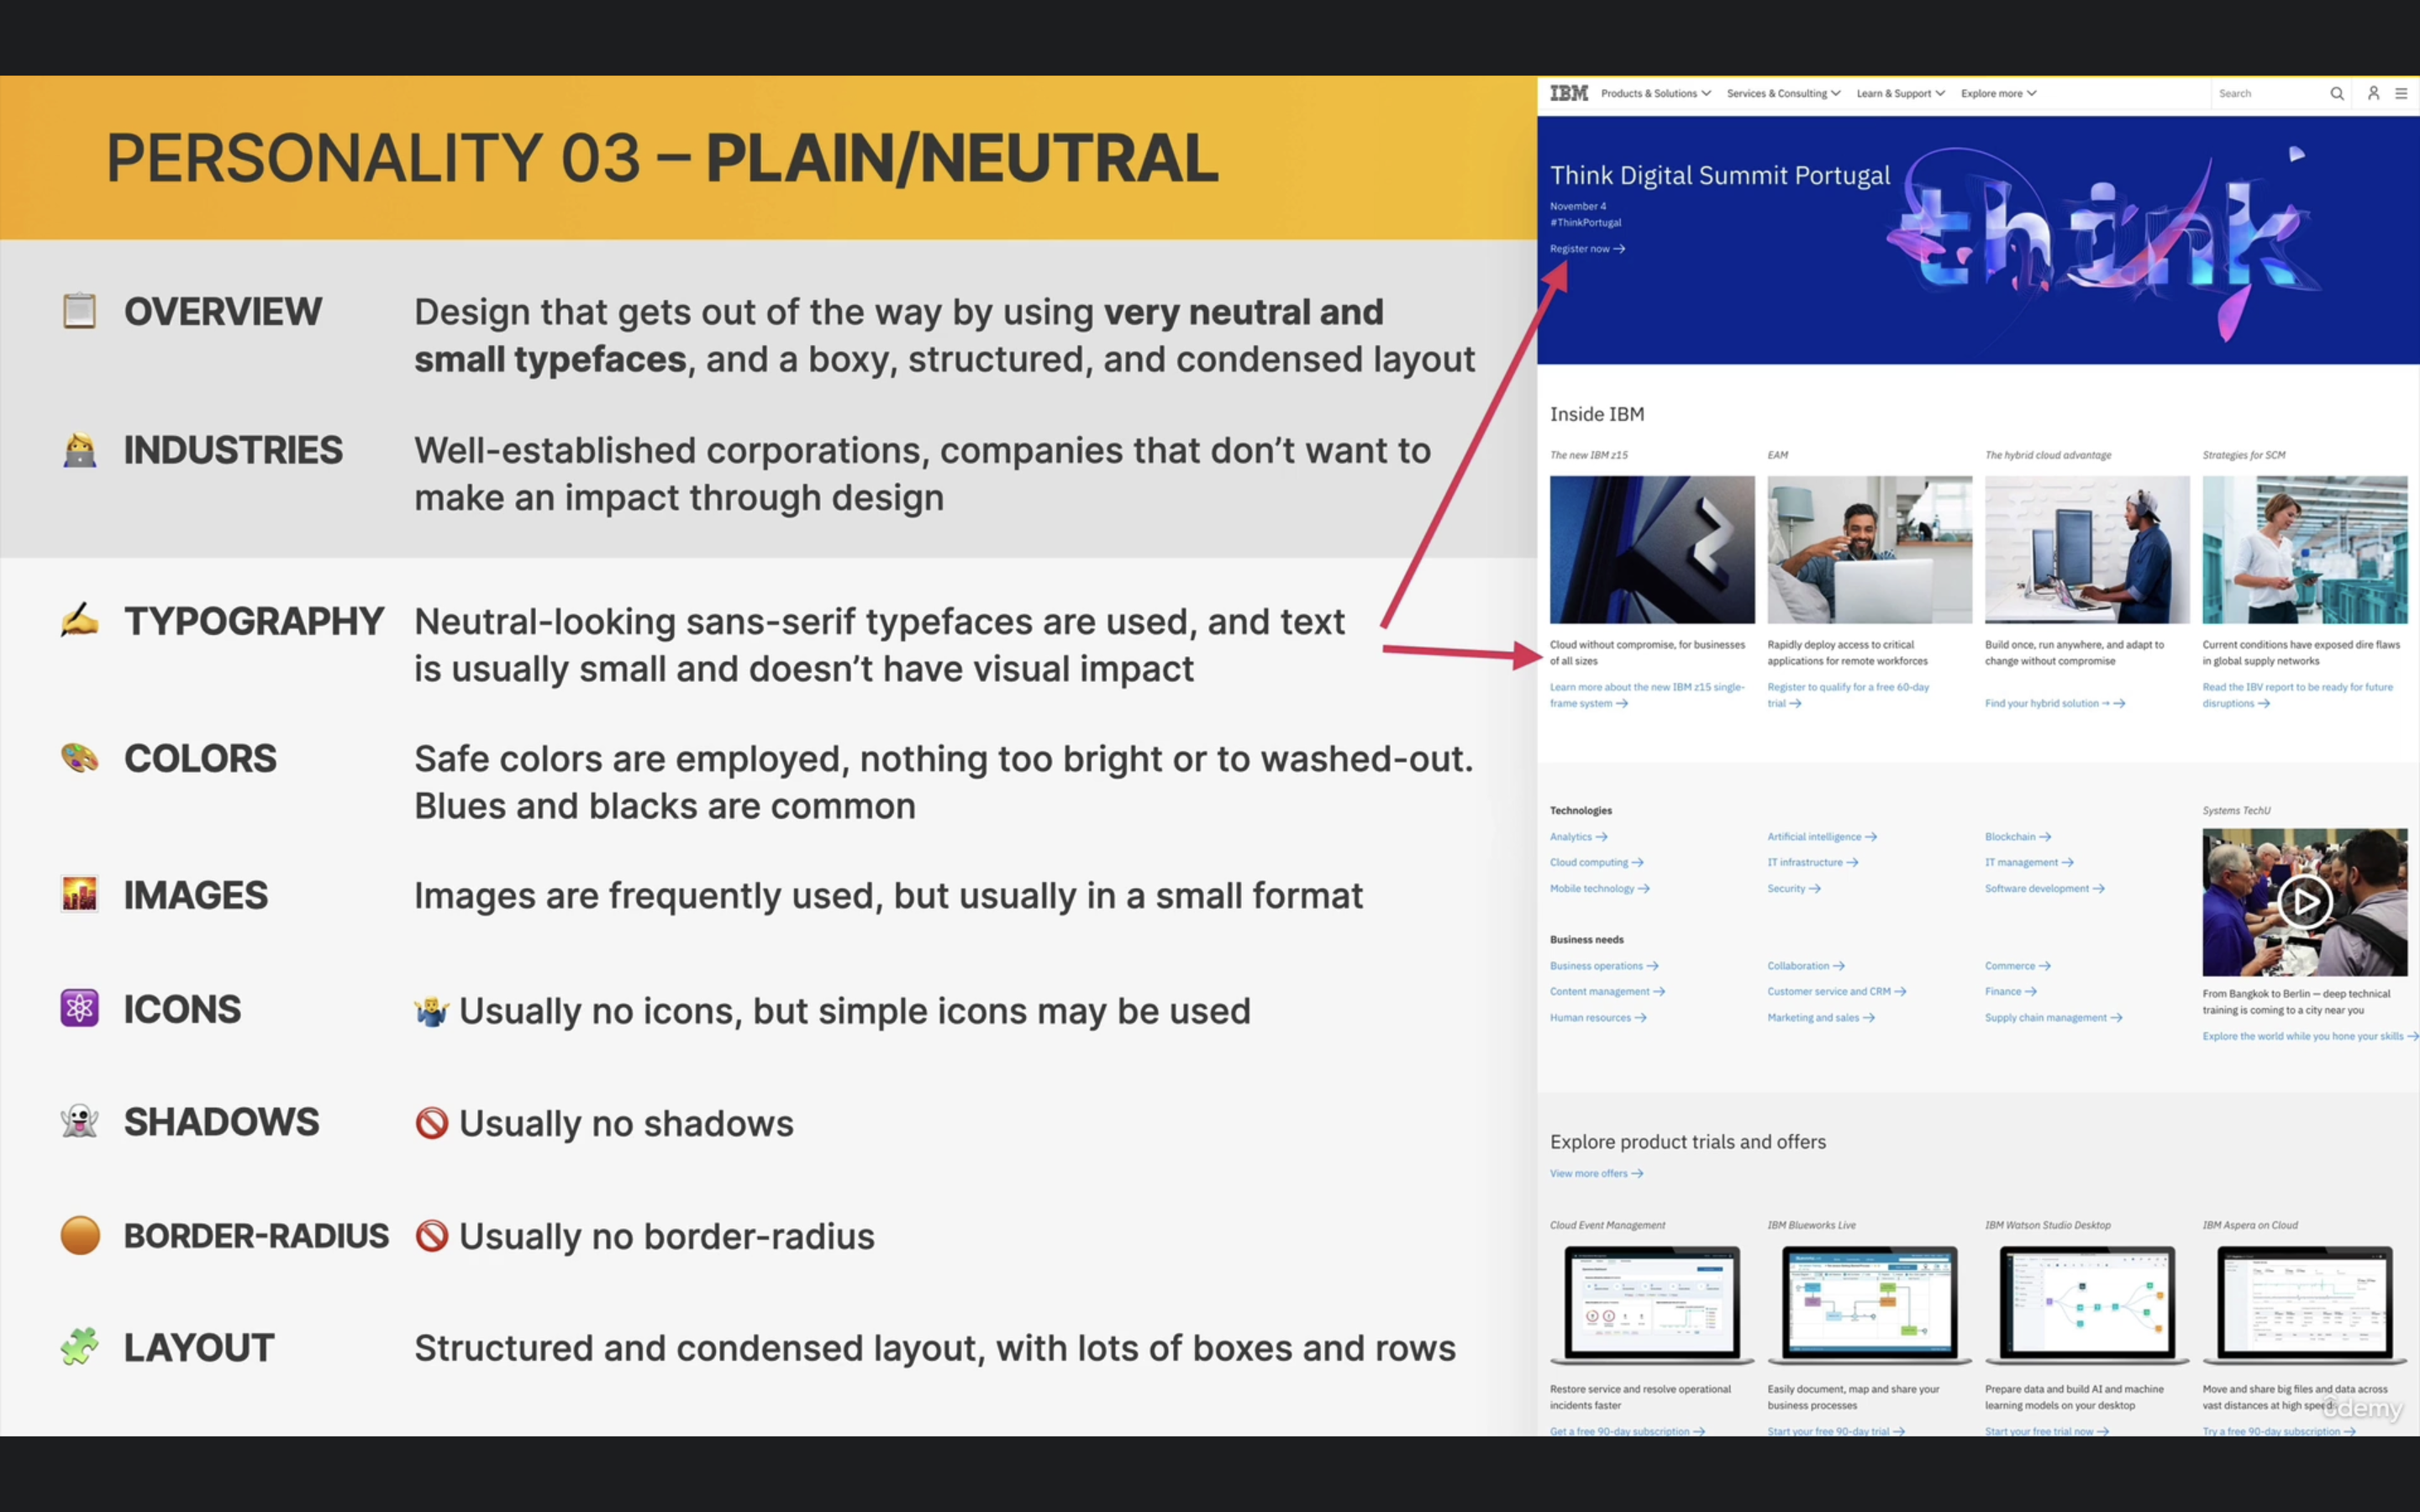 PERSONALITY 03 – PLAIN/NEUTRAL
OVERVIEW
Design that gets out of the way by using very neutral and
small typefaces, and a boxy, structured, and condensed layout
INDUSTRIES
Well-established corporations, companies that don’t want to
make an impact through design
TYPOGRAPHY
Neutral-looking sans-serif typefaces are used, and text
is usually small and doesn’t have visual impact
COLORS
Safe colors are employed, nothing too bright or to washed-out.
Blues and blacks are common
IMAGES
Images are frequently used, but usually in a small format
ICONS
🤷‍♂️ Usually no icons, but simple icons may be used
SHADOWS
🚫 Usually no shadows
BORDER-RADIUS
🚫 Usually no border-radius
LAYOUT
Structured and condensed layout, with lots of boxes and rows
IBM Products & Solutions Services & Consulting Learn & Support Explore more Search
Think Digital Summit Portugal
November 4
#ThinkPortugal
Register now →
think
Inside IBM
The new IBM z15
Z
Cloud without compromise, for businesses
of all sizes
Learn more about the new IBM z15 single-
frame system →
EAM
Rapidly deploy access to critical
applications for remote workforces
Register to qualify for a free 60-day
trial →
The hybrid cloud advantage
Build once, run anywhere, and adapt to
change without compromise
Find your hybrid solution → →
Strategies for SCM
Current conditions have exposed dire flaws
in global supply networks
Read the IBV report to be ready for future
disruptions →
Technologies
Analytics → Artificial intelligence → Blockchain →
Cloud computing → IT infrastructure → IT management →
Mobile technology → Security → Software development →
Business needs
Business operations → Collaboration → Commerce →
Content management → Customer service and CRM → Finance →
Human resources → Marketing and sales → Supply chain management →
Systems TechU
From Bangkok to Berlin — deep technical
training is coming to a city near you
Explore the world while you hone your skills →
Explore product trials and offers
View more offers →
Cloud Event Management
Restore service and resolve operational
incidents faster
Get a free 90-day subscription →
IBM Blueworks Live
Easily document, map and share your
business processes
Start your free 90-day trial →
IBM Watson Studio Desktop
Prepare data and build AI and machine
learning models on your desktop
Start your free trial now →
IBM Aspera on Cloud
Move and share big files and data across
vast distances at high speed
Try a free 90-day subscription →
ûdemy